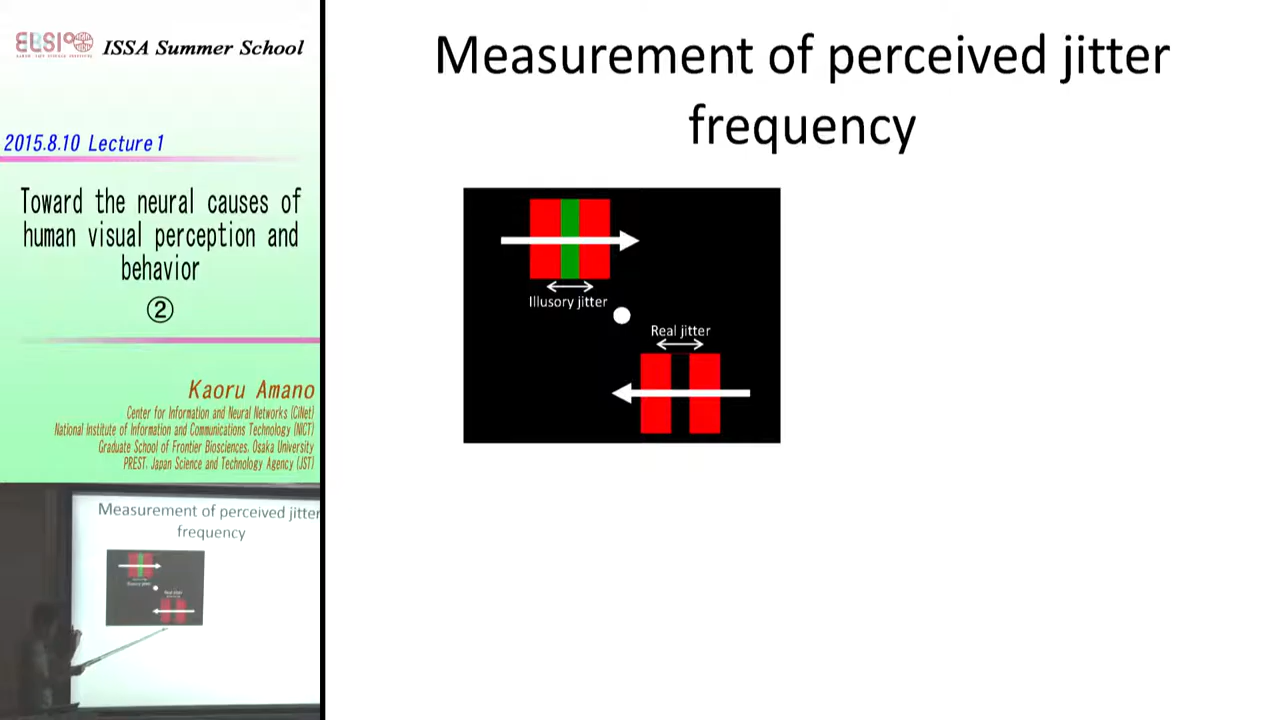 ELSI
ISSA Summer School
2015.8.10 Lecture1
Toward the neural causes of
human visual perception and
behavior
②
Kaoru Amano
Center for Information and Neural Networks (CiNet)
National Institute of Information and Communications Technology (NICT)
Graduate School of Frontier Biosciences, Osaka University
PREST, Japan Science and Technology Agency (JST)
Measurement of perceived jitter
frequency
Illusory jitter
Real jitter
Measurement of perceived jitter
frequency